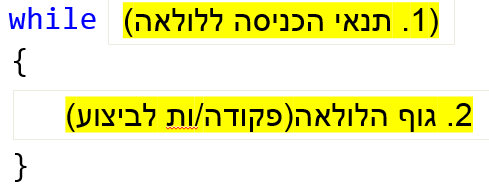 while (1. תנאי הכניסה ללולאה)
{
2. גוף הלולאה(פקודה/ות לביצוע)
}